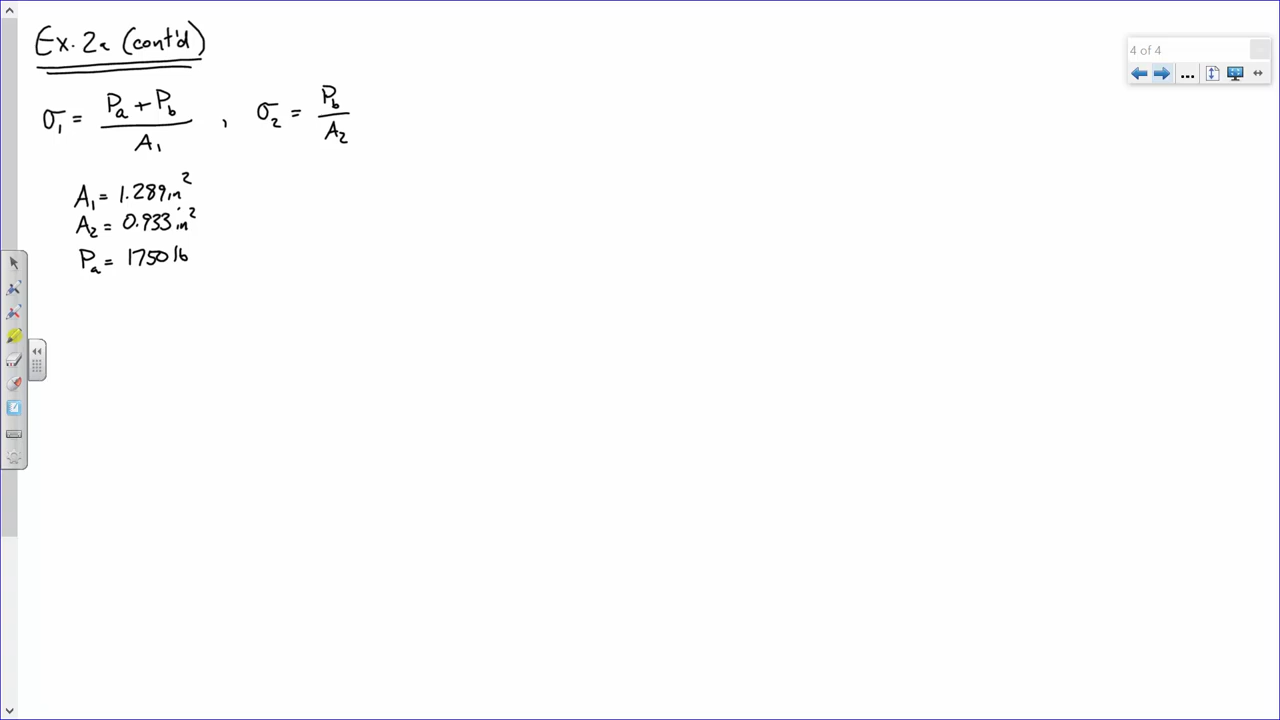 Ex. 2a (cont'd)
4 of 4
σ₁ = (Pa + Pb) / A₁ , σ₂ = Pb / A₂
A₁ = 1.289 in²
A₂ = 0.933 in²
Pa = 1750 lb